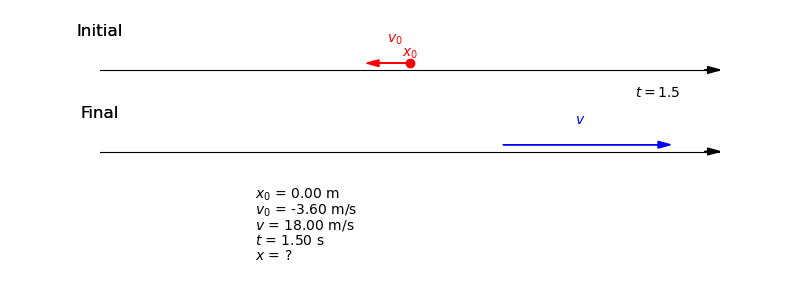 Initial
v₀
x₀
t = 1.5
Final
v
x₀ = 0.00 m
v₀ = -3.60 m/s
v = 18.00 m/s
t = 1.50 s
x = ?